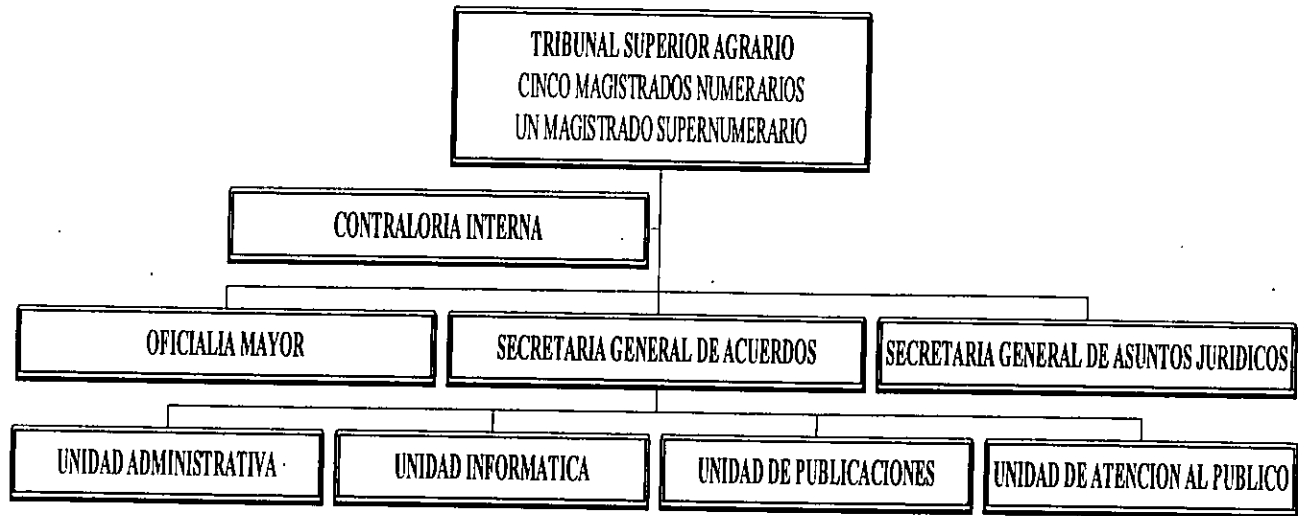 TRIBUNAL SUPERIOR AGRARIO
CINCO MAGISTRADOS NUMERARIOS
UN MAGISTRADO SUPERNUMERARIO
CONTRALORIA INTERNA
OFICIALIA MAYOR
SECRETARIA GENERAL DE ACUERDOS
SECRETARIA GENERAL DE ASUNTOS JURIDICOS
UNIDAD ADMINISTRATIVA
UNIDAD INFORMATICA
UNIDAD DE PUBLICACIONES
UNIDAD DE ATENCION AL PUBLICO